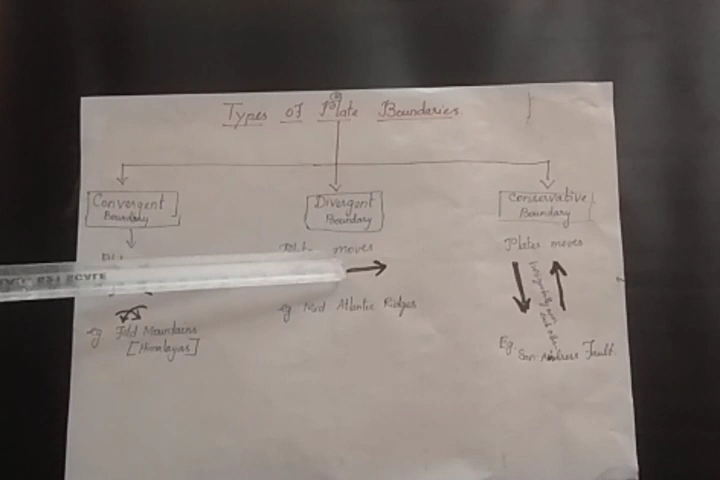 Types of Plate Boundaries.
Convergent
Boundary
Divergent
Boundary
Conservative
Boundary
moves
Plates moves
eg Mid Atlantic Ridges
eg Fold Mountains
[Himalayas]
Eg.
San Andreas Fault.